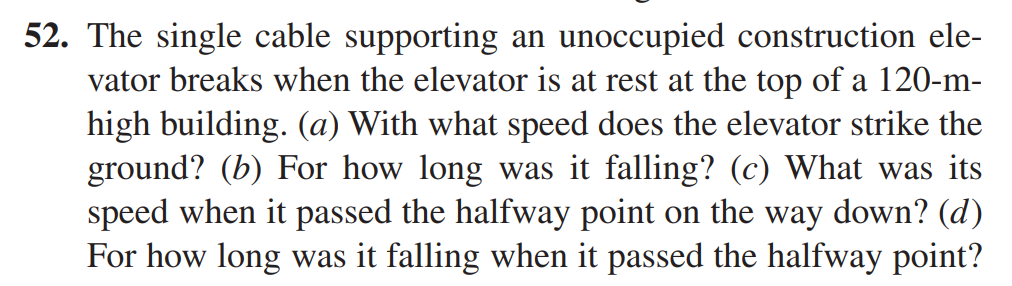 52. The single cable supporting an unoccupied construction ele-
vator breaks when the elevator is at rest at the top of a 120-m-
high building. (a) With what speed does the elevator strike the
ground? (b) For how long was it falling? (c) What was its
speed when it passed the halfway point on the way down? (d)
For how long was it falling when it passed the halfway point?